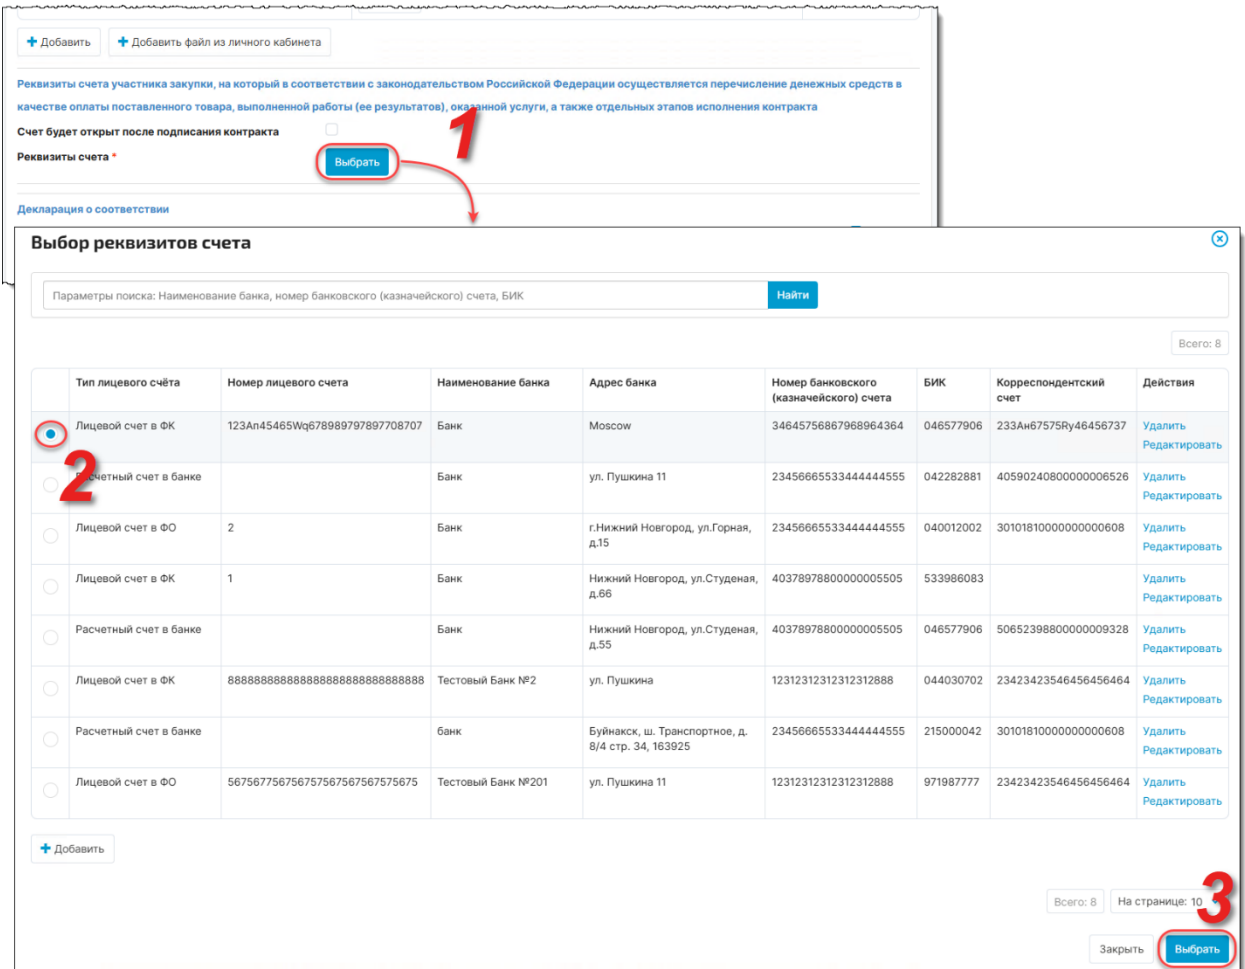 + Добавить
+ Добавить файл из личного кабинета
Реквизиты счета участника закупки, на который в соответствии с законодательством Российской Федерации осуществляется перечисление денежных средств в
качестве оплаты поставленного товара, выполненной работы (ее результатов), оказанной услуги, а также отдельных этапов исполнения контракта
Счет будет открыт после подписания контракта
1
Реквизиты счета *
Выбрать
Декларация о соответствии
Выбор реквизитов счета
Параметры поиска: Наименование банка, номер банковского (казначейского) счета, БИК
Найти
Всего: 8
Тип лицевого счёта Номер лицевого счета Наименование банка Адрес банка Номер банковского (казначейского) счета БИК Корреспондентский счет Действия
Лицевой счет в ФК 123Ап45465Wq678989797897708707 Банк Moscow 34645756867968964364 046577906 233Ан67575Ry46456737 Удалить
Редактировать
2
Расчетный счет в банке Банк ул. Пушкина 11 23456665533444444555 042282881 40590240800000006526 Удалить
Редактировать
Лицевой счет в ФО 2 Банк г.Нижний Новгород, ул.Горная, д.15 23456665533444444555 040012002 30101810000000000608 Удалить
Редактировать
Лицевой счет в ФК 1 Банк Нижний Новгород, ул.Студеная, д.66 40378978800000005505 533986083 Удалить
Редактировать
Расчетный счет в банке Банк Нижний Новгород, ул.Студеная, д.55 40378978800000005505 046577906 50652398800000009328 Удалить
Редактировать
Лицевой счет в ФК 888888888888888888888888888888 Тестовый Банк №2 ул. Пушкина 12312312312312312888 044030702 23423423546456456464 Удалить
Редактировать
Расчетный счет в банке банк Буйнакск, ш. Транспортное, д. 8/4 стр. 34, 163925 23456665533444444555 215000042 30101810000000000608 Удалить
Редактировать
Лицевой счет в ФО 567567756756757567567567575675 Тестовый Банк №201 ул. Пушкина 11 12312312312312312888 971987777 23423423546456456464 Удалить
Редактировать
+ Добавить
Всего: 8
На странице: 10
3
Закрыть
Выбрать